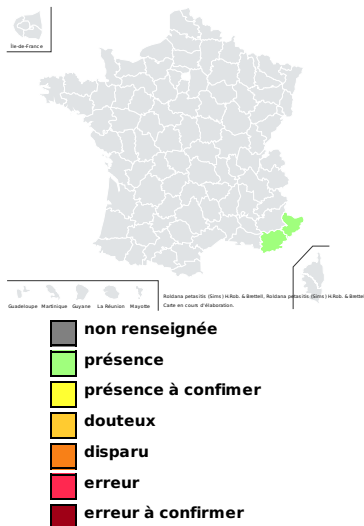 Île-de-France
Guadeloupe Martinique Guyane La Réunion Mayotte
Roldana petasitis (Sims) H.Rob. & Brettell, Roldana petasitis (Sims) H.Rob. & Brettell
Carte en cours d'élaboration.
non renseignée
présence
présence à confimer
douteux
disparu
erreur
erreur à confirmer